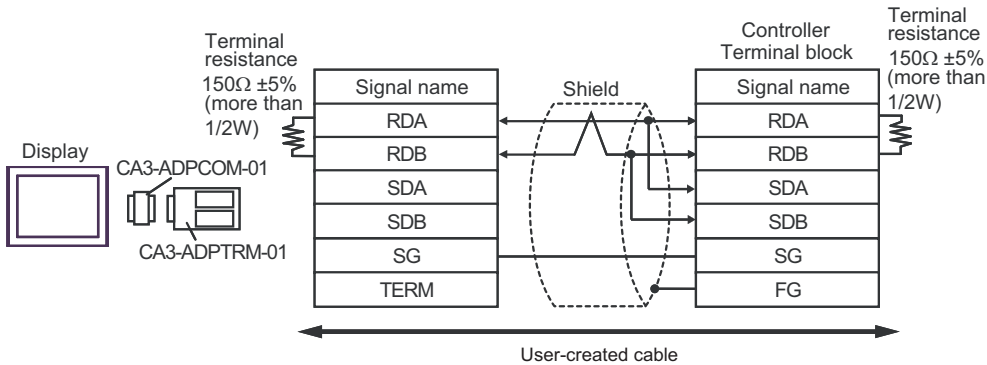 Terminal
resistance
150Ω ±5%
(more than
1/2W)
Controller
Terminal block
Terminal
resistance
150Ω ±5%
(more than
1/2W)
Display
CA3-ADPCOM-01
CA3-ADPTRM-01
Signal name
RDA
RDB
SDA
SDB
SG
TERM
Shield
Signal name
RDA
RDB
SDA
SDB
SG
FG
User-created cable